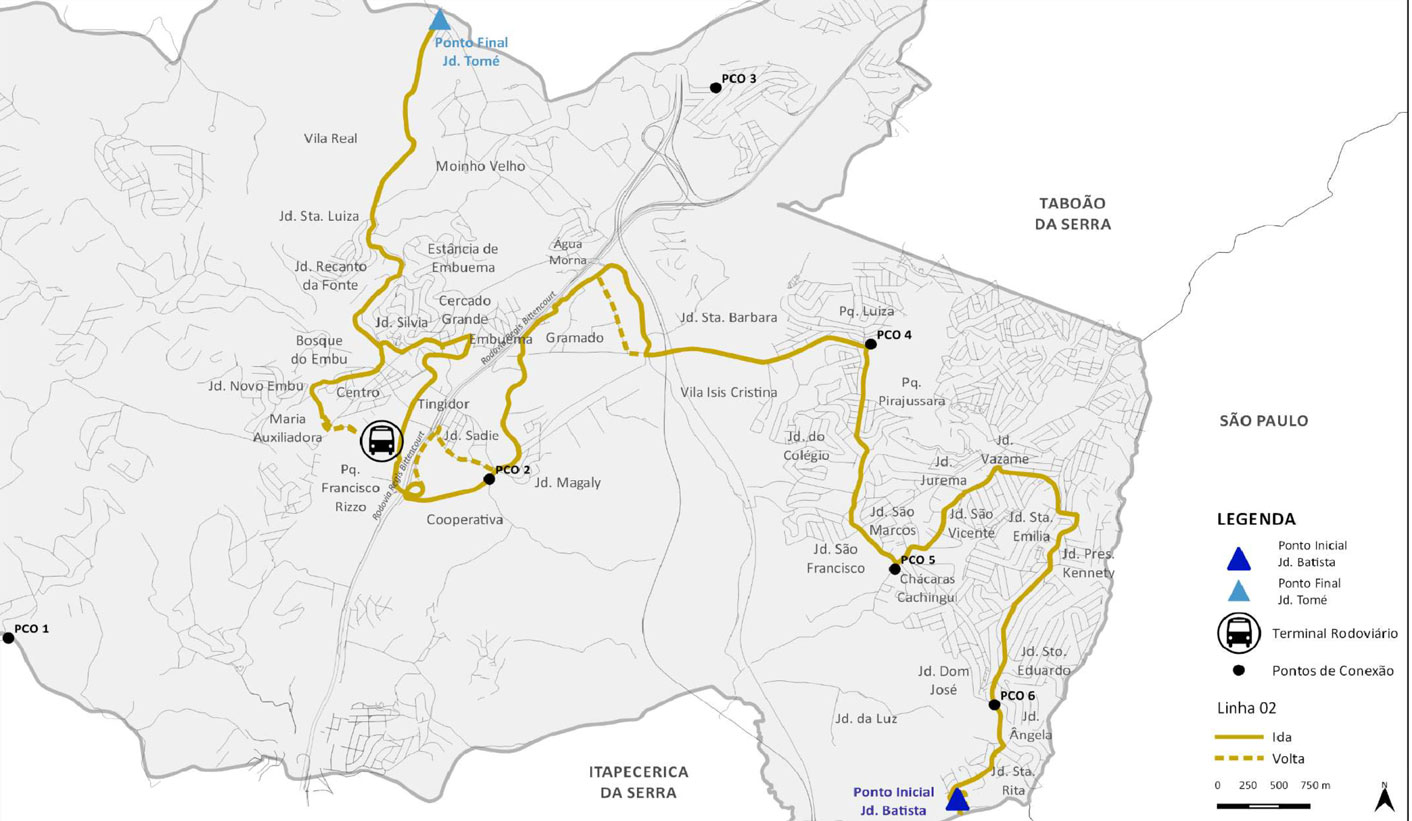 Ponto Final
Jd. Tomé
PCO 3
Vila Real
Moinho Velho
TABOÃO
DA SERRA
Jd. Sta. Luiza
Estância de
Embuema
Água
Morna
Jd. Recanto
da Fonte
Cercado
Grande
Rodovia Regis Bittencourt
Jd. Silvia
Embuema
Gramado
Jd. Sta. Barbara
Pq. Luiza
PCO 4
Bosque
do Embu
Jd. Novo Embu
Centro
Vila Isis Cristina
Pq.
Pirajussara
Tingidor
Maria
Auxiliadora
Jd. Sadie
SÃO PAULO
Jd. do
Colégio
Jd.
Vazame
Jd.
Jurema
Pq.
Francisco
Rizzo
Rodovia Regis Bittencourt
PCO 2
Jd. Magaly
Cooperativa
Jd. São
Marcos
Jd. São
Vicente
Jd. Sta.
Emilia
Jd. São
Francisco
PCO 5
Chácaras
Cachingui
Jd. Pres.
Kennety
PCO 1
Jd. Sto.
Eduardo
Jd. Dom
José
PCO 6
Jd. da Luz
Jd.
Ângela
ITAPECERICA
DA SERRA
Jd. Sta.
Rita
Ponto Inicial
Jd. Batista
LEGENDA
Ponto Inicial
Jd. Batista
Ponto Final
Jd. Tomé
Terminal Rodoviário
Pontos de Conexão
Linha 02
Ida
Volta
0 250 500 750 m
N